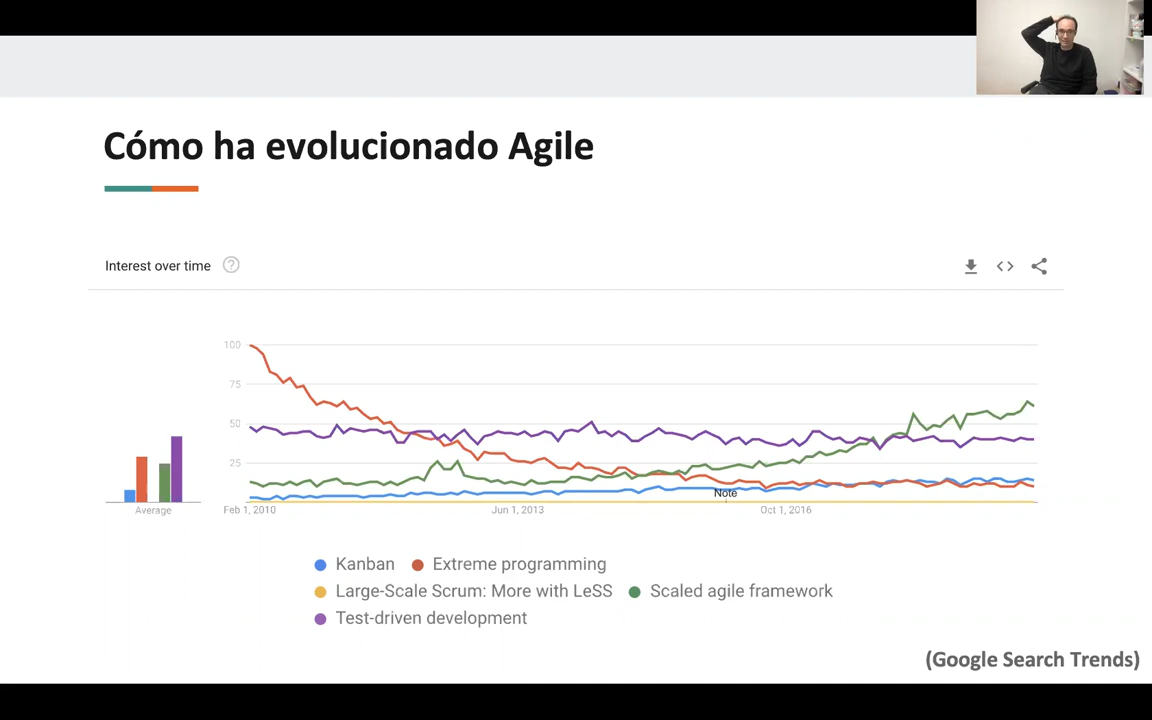 Cómo ha evolucionado Agile
Interest over time ?
100
75
50
25
Note
Average
Feb 1, 2010 Jun 1, 2013 Oct 1, 2016
Kanban Extreme programming
Large-Scale Scrum: More with LeSS Scaled agile framework
Test-driven development
(Google Search Trends)